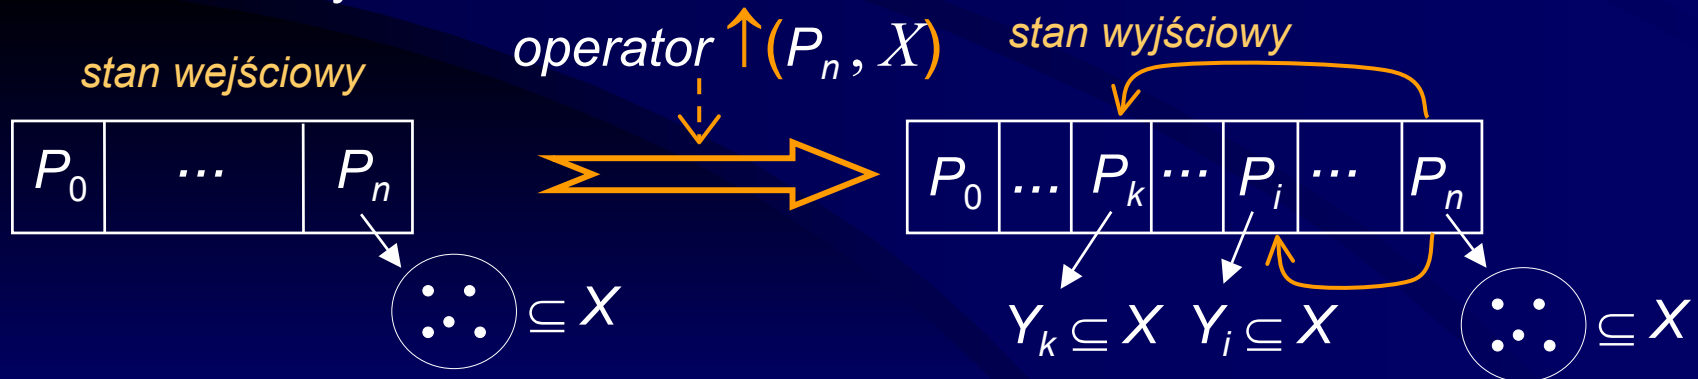 operator ↑(Pₙ, X)
stan wejściowy
stan wyjściowy
P₀ ... Pₙ
P₀ ... Pₖ ... Pᵢ ... Pₙ
⊆ X
Yₖ ⊆ X Yᵢ ⊆ X
⊆ X